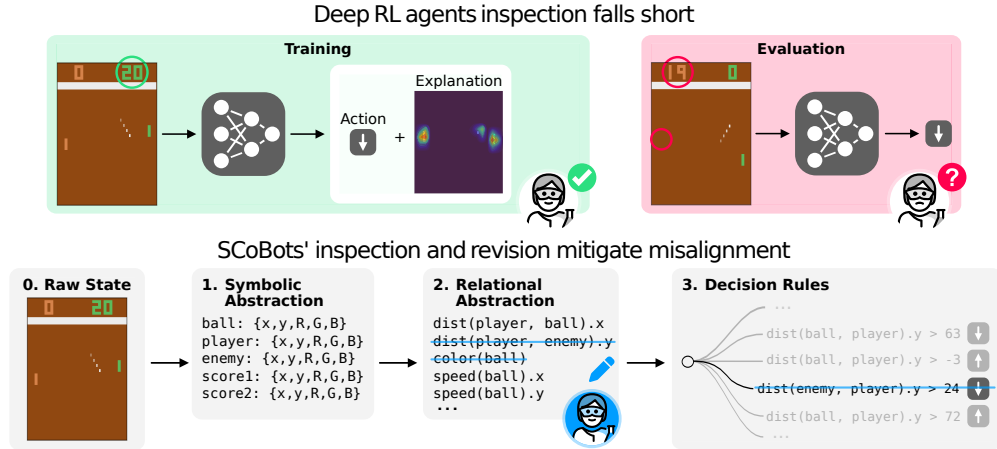 Deep RL agents inspection falls short
Training
0 20
Action
+
Explanation
Evaluation
19 0
?
SCoBots' inspection and revision mitigate misalignment
0. Raw State
0 20
1. Symbolic
Abstraction
ball: {x,y,R,G,B}
player: {x,y,R,G,B}
enemy: {x,y,R,G,B}
score1: {x,y,R,G,B}
score2: {x,y,R,G,B}
2. Relational
Abstraction
dist(player, ball).x
dist(player, enemy).y
color(ball)
speed(ball).x
speed(ball).y
...
3. Decision Rules
...
dist(ball, player).y > 63
dist(ball, player).y > -3
dist(enemy, player).y > 24
dist(ball, player).y > 72
...